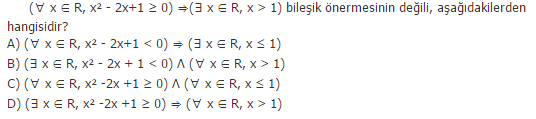 (∀ x ∈ R, x² - 2x+1 ≥ 0) ⇒(∃ x ∈ R, x > 1) bileşik önermesinin değili, aşağıdakilerden
hangisidir?
A) (∀ x ∈ R, x² - 2x+1 < 0) ⇒ (∃ x ∈ R, x ≤ 1)
B) (∃ x ∈ R, x² - 2x + 1 < 0) Λ (∀ x ∈ R, x > 1)
C) (∀ x ∈ R, x² -2x +1 ≥ 0) Λ (∀ x ∈ R, x ≤ 1)
D) (∃ x ∈ R, x² -2x +1 ≥ 0) ⇒ (∀ x ∈ R, x > 1)